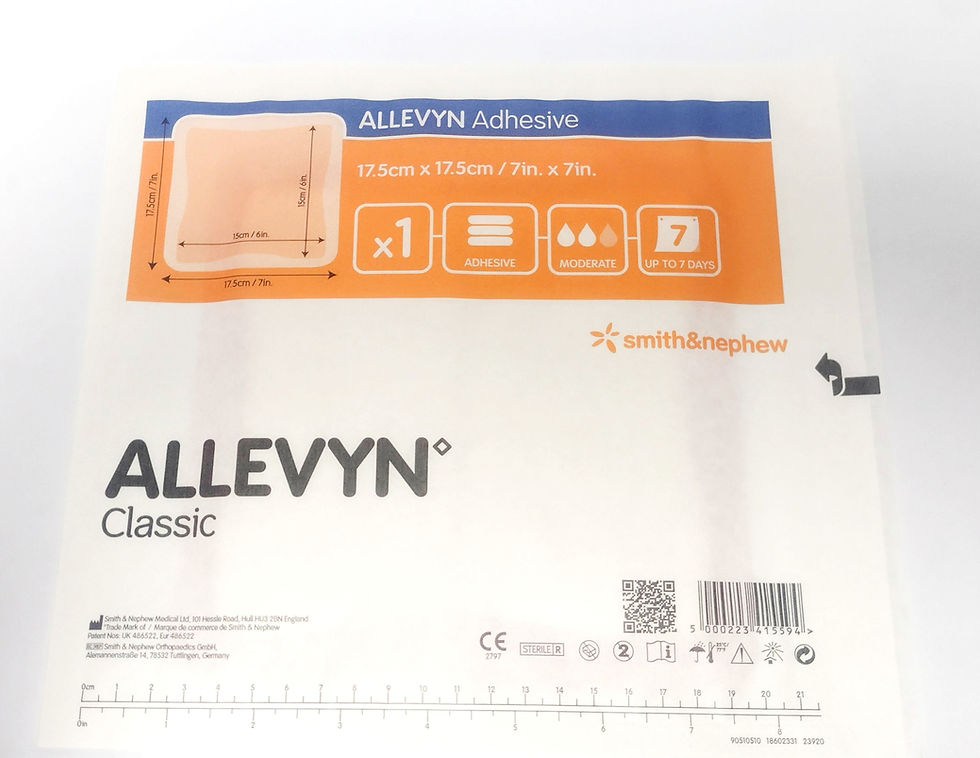 ALLEVYN Adhesive
17.5cm x 17.5cm / 7in. x 7in.
17.5cm / 7in.
15cm / 6in.
15cm / 6in.
17.5cm / 7in.
x1
ADHESIVE
MODERATE
7
UP TO 7 DAYS
smith&nephew
ALLEVYN◊
Classic
Smith & Nephew Medical Ltd, 101 Hessle Road, Hull HU3 2BN England
◊Trade Mark of / Marque de commerce de Smith & Nephew
Patent Nos: UK 486522, Eur 486522
EC REP Smith & Nephew Orthopaedics GmbH,
Alemannenstraße 14, 78532 Tuttlingen, Germany
5 000223 415594 >
CE
2797
STERILE R
2
i
25°C/
77°F
0cm 1 2 3 4 5 6 7 8 9 10 11 12 13 14 15 16 17 18 19 20 21
0in 1 2 3 4 5 6 7 8
90510510 18602331 23920